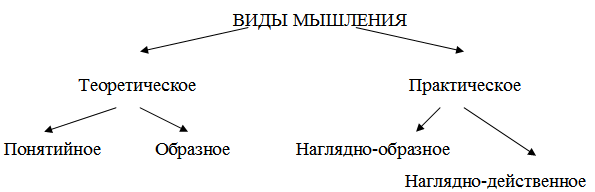 ВИДЫ МЫШЛЕНИЯ
Теоретическое Практическое
Понятийное Образное Наглядно-образное
Наглядно-действенное